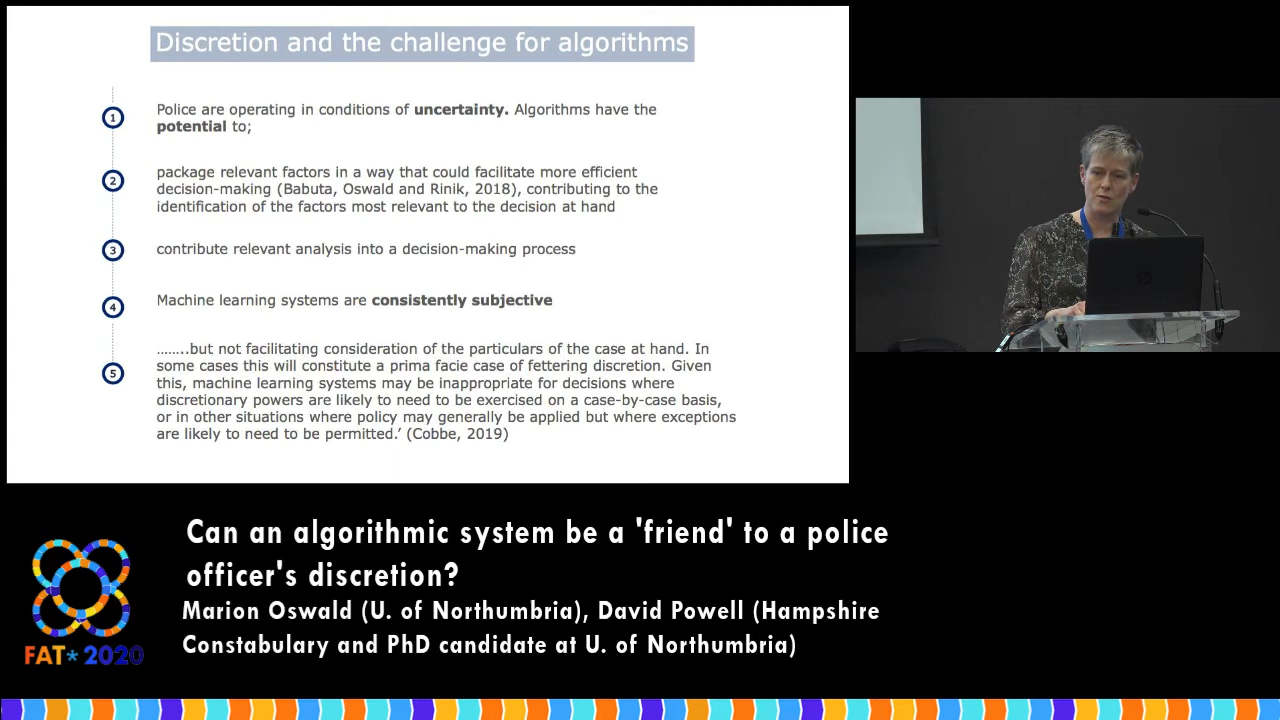 Discretion and the challenge for algorithms
1
Police are operating in conditions of uncertainty. Algorithms have the
potential to;
2
package relevant factors in a way that could facilitate more efficient
decision-making (Babuta, Oswald and Rinik, 2018), contributing to the
identification of the factors most relevant to the decision at hand
3
contribute relevant analysis into a decision-making process
4
Machine learning systems are consistently subjective
5
……..but not facilitating consideration of the particulars of the case at hand. In
some cases this will constitute a prima facie case of fettering discretion. Given
this, machine learning systems may be inappropriate for decisions where
discretionary powers are likely to need to be exercised on a case-by-case basis,
or in other situations where policy may generally be applied but where exceptions
are likely to need to be permitted.’ (Cobbe, 2019)
Can an algorithmic system be a 'friend' to a police
officer's discretion?
Marion Oswald (U. of Northumbria), David Powell (Hampshire
Constabulary and PhD candidate at U. of Northumbria)
FAT* 2020